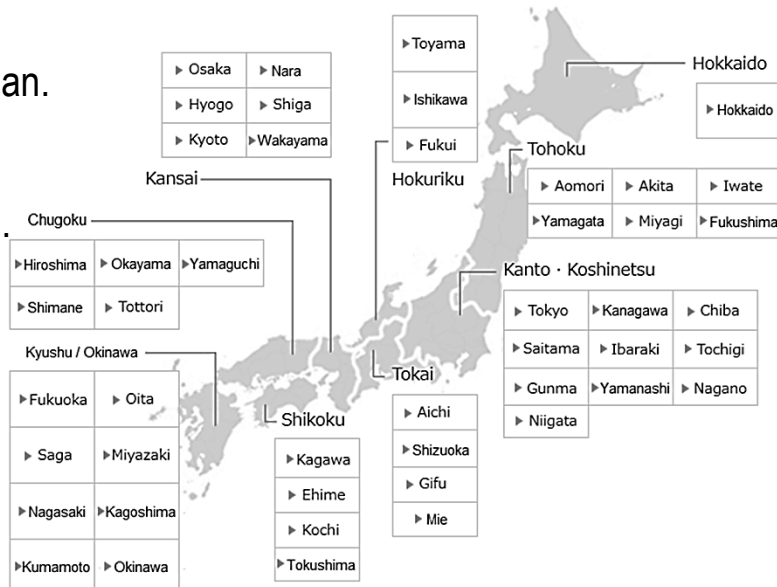 an.
.
Osaka Nara
Hyogo Shiga
Kyoto Wakayama
Kansai
Toyama
Ishikawa
Fukui
Hokuriku
Hokkaido
Hokkaido
Tohoku
Aomori Akita Iwate
Yamagata Miyagi Fukushima
Chugoku
Hiroshima Okayama Yamaguchi
Shimane Tottori
Kanto · Koshinetsu
Tokyo Kanagawa Chiba
Saitama Ibaraki Tochigi
Gunma Yamanashi Nagano
Niigata
Kyushu / Okinawa
Fukuoka Oita
Saga Miyazaki
Nagasaki Kagoshima
Kumamoto Okinawa
Shikoku
Kagawa
Ehime
Kochi
Tokushima
Tokai
Aichi
Shizuoka
Gifu
Mie